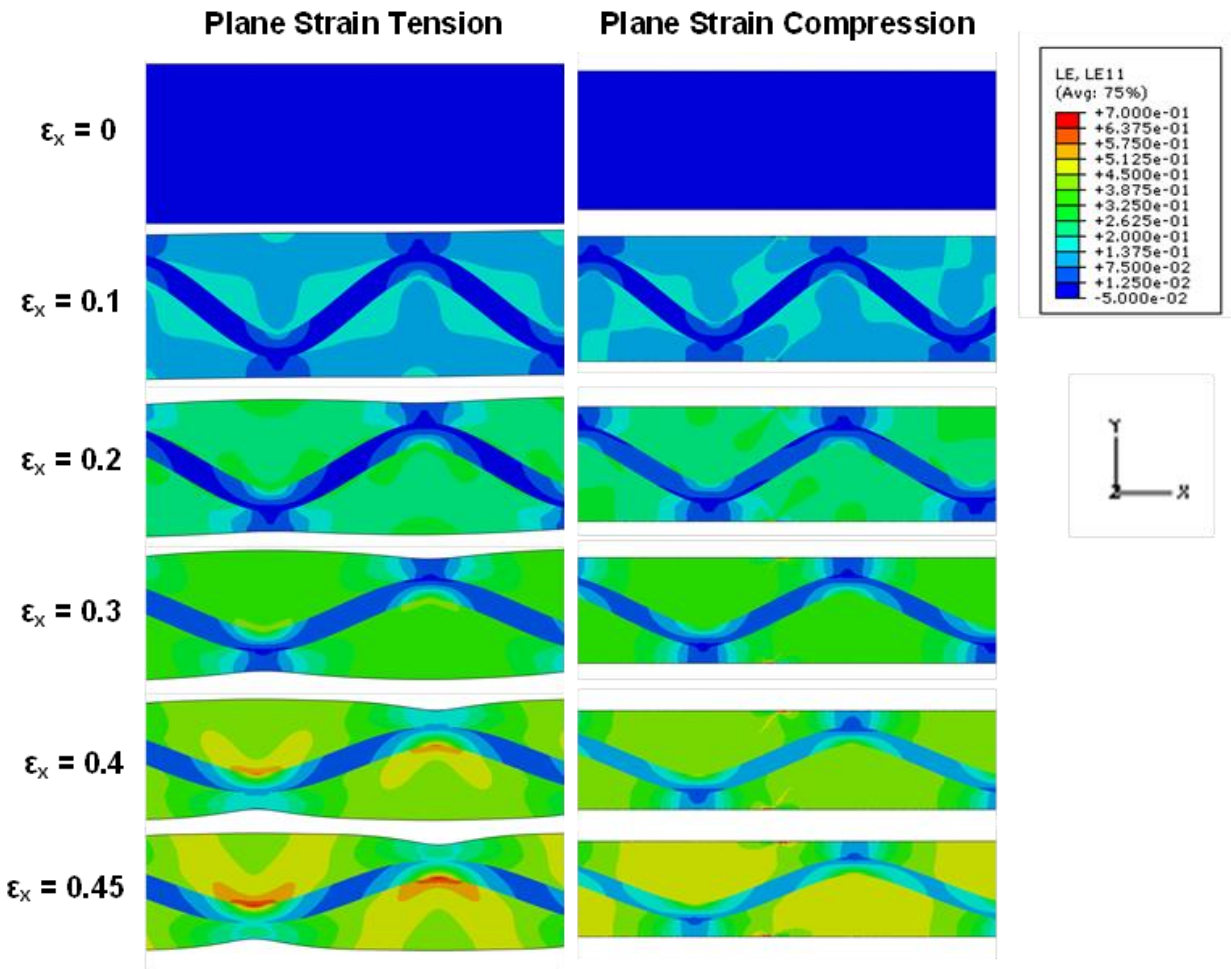 Plane Strain Tension
Plane Strain Compression
LE, LE11
(Avg: 75%)
+7.000e-01
+6.375e-01
+5.750e-01
+5.125e-01
+4.500e-01
+3.875e-01
+3.250e-01
+2.625e-01
+2.000e-01
+1.375e-01
+7.500e-02
+1.250e-02
-5.000e-02
εx = 0
εx = 0.1
εx = 0.2
εx = 0.3
εx = 0.4
εx = 0.45
Y
Z X